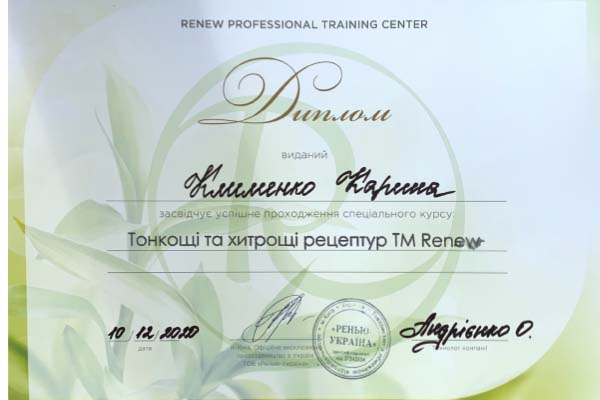 RENEW PROFESSIONAL TRAINING CENTER
Диплом
виданий
Клименко Карина
засвідчує успішне проходження спеціального курсу:
Тонкощі та хитрощі рецептур ТМ Renew
10 12 2020
Андрієнко О.
дата
технолог компанії
«РЕНЬЮ-
УКРАЇНА»